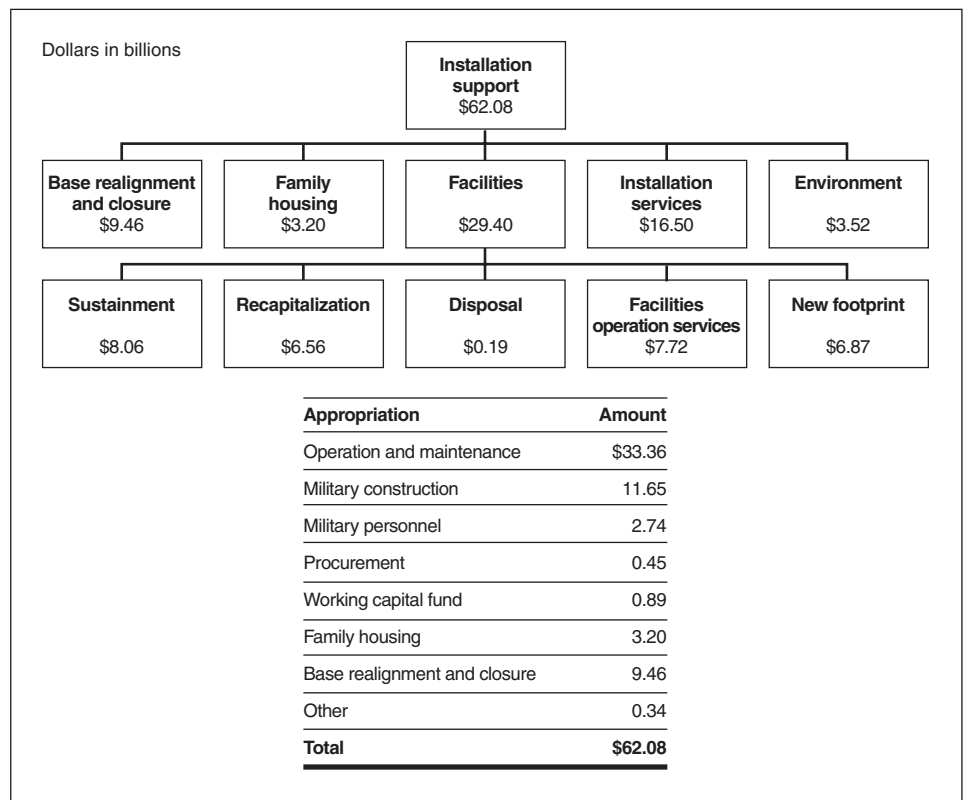 Dollars in billions
Installation
support
$62.08
Base realignment
and closure
$9.46
Family
housing
$3.20
Facilities
$29.40
Installation
services
$16.50
Environment
$3.52
Sustainment
$8.06
Recapitalization
$6.56
Disposal
$0.19
Facilities
operation services
$7.72
New footprint
$6.87
Appropriation Amount
Operation and maintenance $33.36
Military construction 11.65
Military personnel 2.74
Procurement 0.45
Working capital fund 0.89
Family housing 3.20
Base realignment and closure 9.46
Other 0.34
Total $62.08